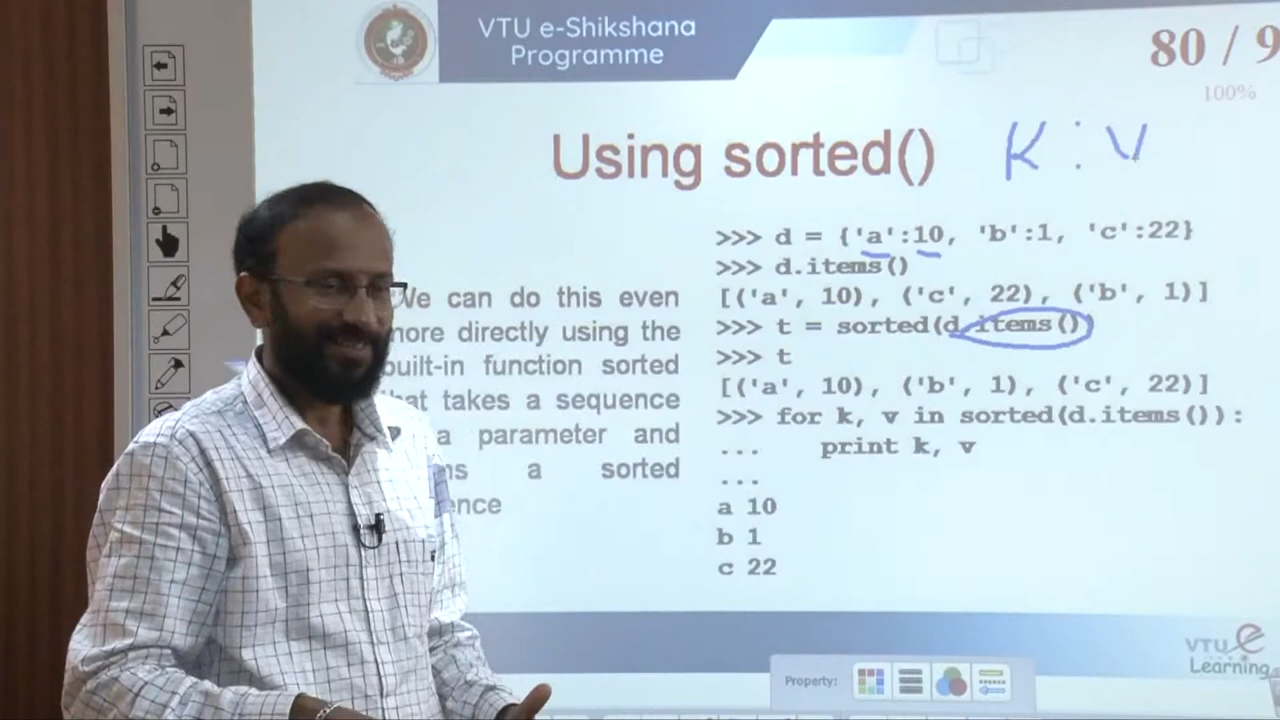 VTU e-Shikshana
Programme
80 / 9
100%
Using sorted()
K : V
We can do this even
more directly using the
built-in function sorted
that takes a sequence
a parameter and
a sorted
>>> d = {'a':10, 'b':1, 'c':22}
>>> d.items()
[('a', 10), ('c', 22), ('b', 1)]
>>> t = sorted(d.items())
>>> t
[('a', 10), ('b', 1), ('c', 22)]
>>> for k, v in sorted(d.items()):
...     print k, v
...
a 10
b 1
c 22
VTU e
Learning
Property: